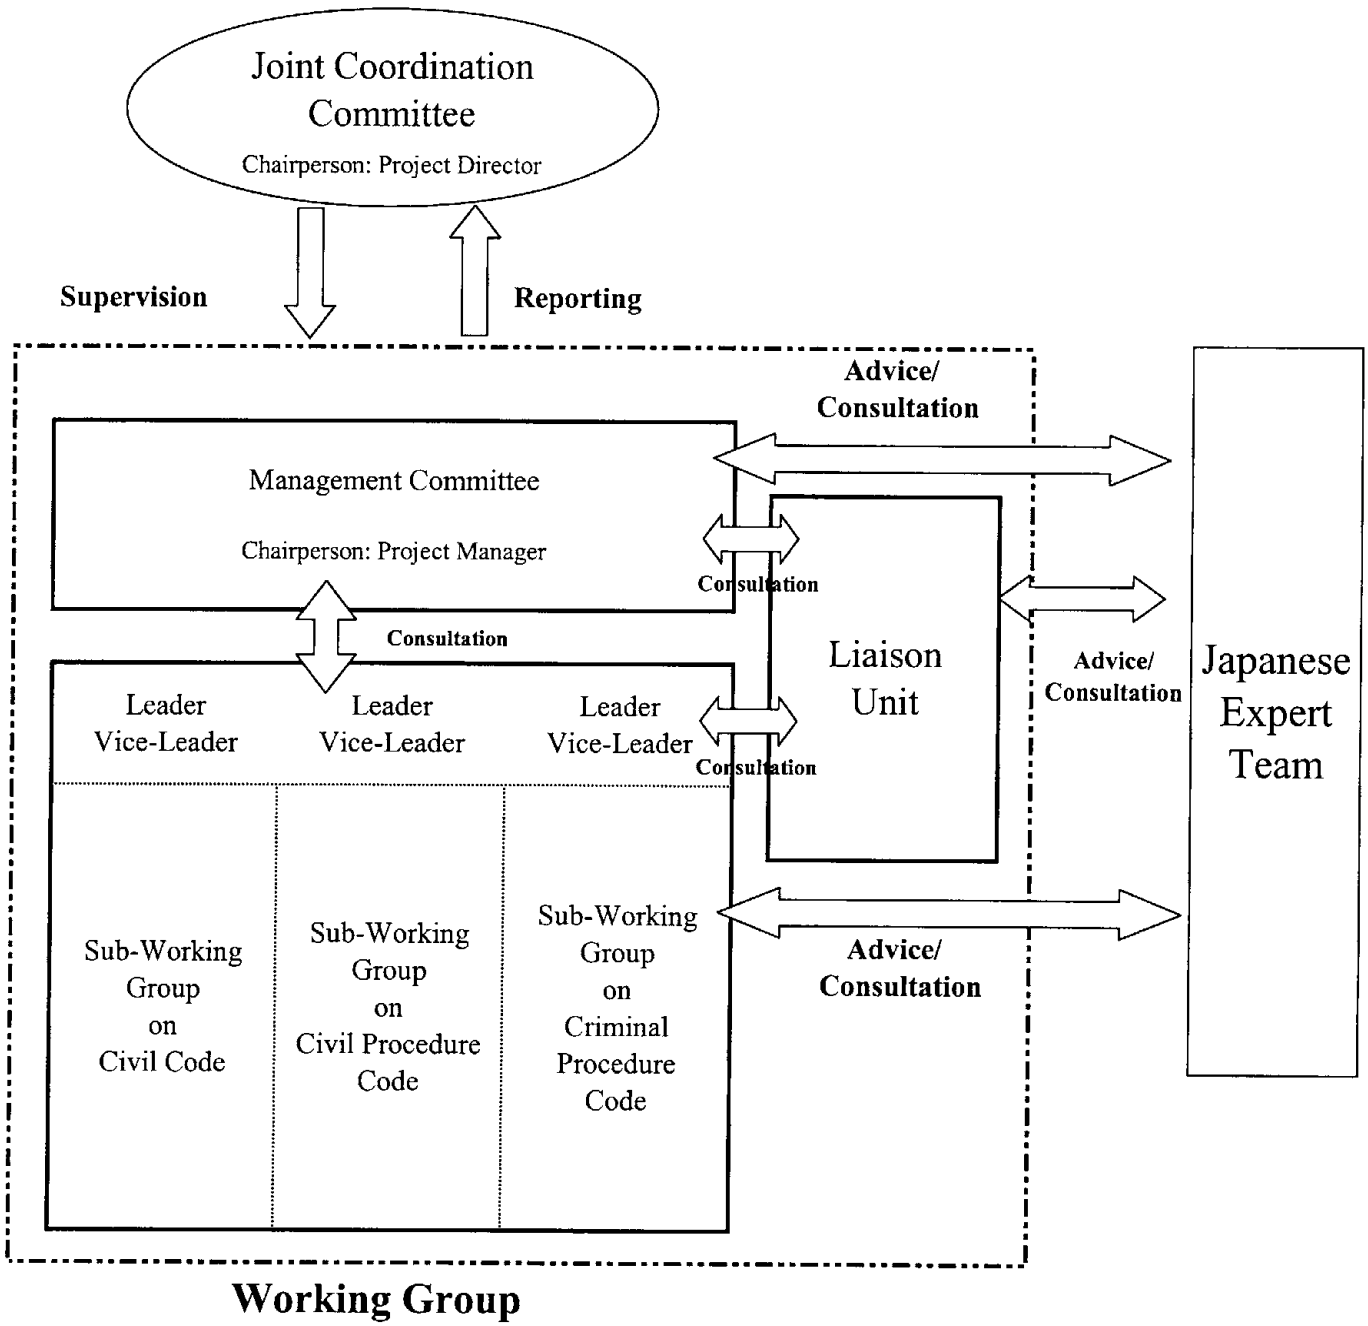 Joint Coordination
Committee
Chairperson: Project Director
Supervision
Reporting
Advice/
Consultation
Management Committee
Chairperson: Project Manager
Consultation
Consultation
Leader
Vice-Leader
Leader
Vice-Leader
Leader
Vice-Leader
Consultation
Liaison
Unit
Advice/
Consultation
Japanese
Expert
Team
Sub-Working
Group
on
Civil Code
Sub-Working
Group
on
Civil Procedure
Code
Sub-Working
Group
on
Criminal
Procedure
Code
Advice/
Consultation
Working Group